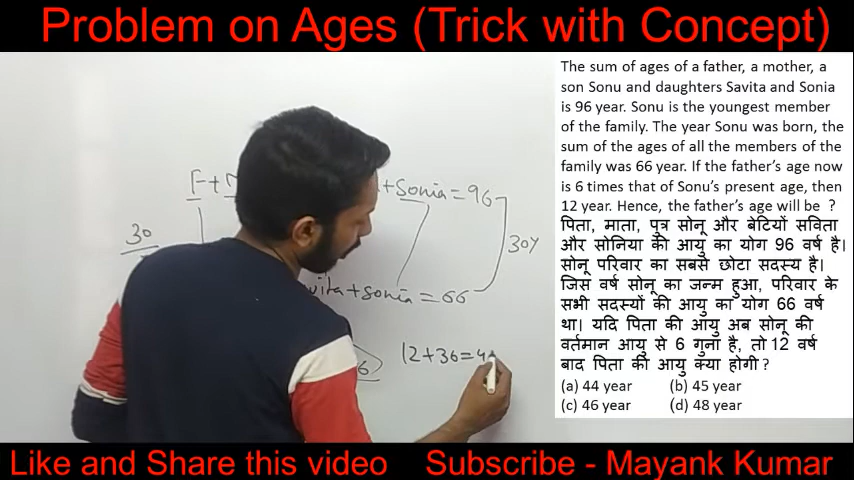 Problem on Ages (Trick with Concept)
The sum of ages of a father, a mother, a
son Sonu and daughters Savita and Sonia
is 96 year. Sonu is the youngest member
of the family. The year Sonu was born, the
sum of the ages of all the members of the
family was 66 year. If the father's age now
is 6 times that of Sonu's present age, then
12 year. Hence, the father's age will be ?
पिता, माता, पुत्र सोनू और बेटियों सविता
और सोनिया की आयु का योग 96 वर्ष है।
सोनू परिवार का सबसे छोटा सदस्य है।
जिस वर्ष सोनू का जन्म हुआ, परिवार के
सभी सदस्यों की आयु का योग 66 वर्ष
था। यदि पिता की आयु अब सोनू की
वर्तमान आयु से 6 गुना है, तो 12 वर्ष
बाद पिता की आयु क्या होगी?
(a) 44 year (b) 45 year
(c) 46 year (d) 48 year
F+ +Sonia=96
30
30Y
+Sonia=66
12+36=4
Like and Share this video Subscribe - Mayank Kumar